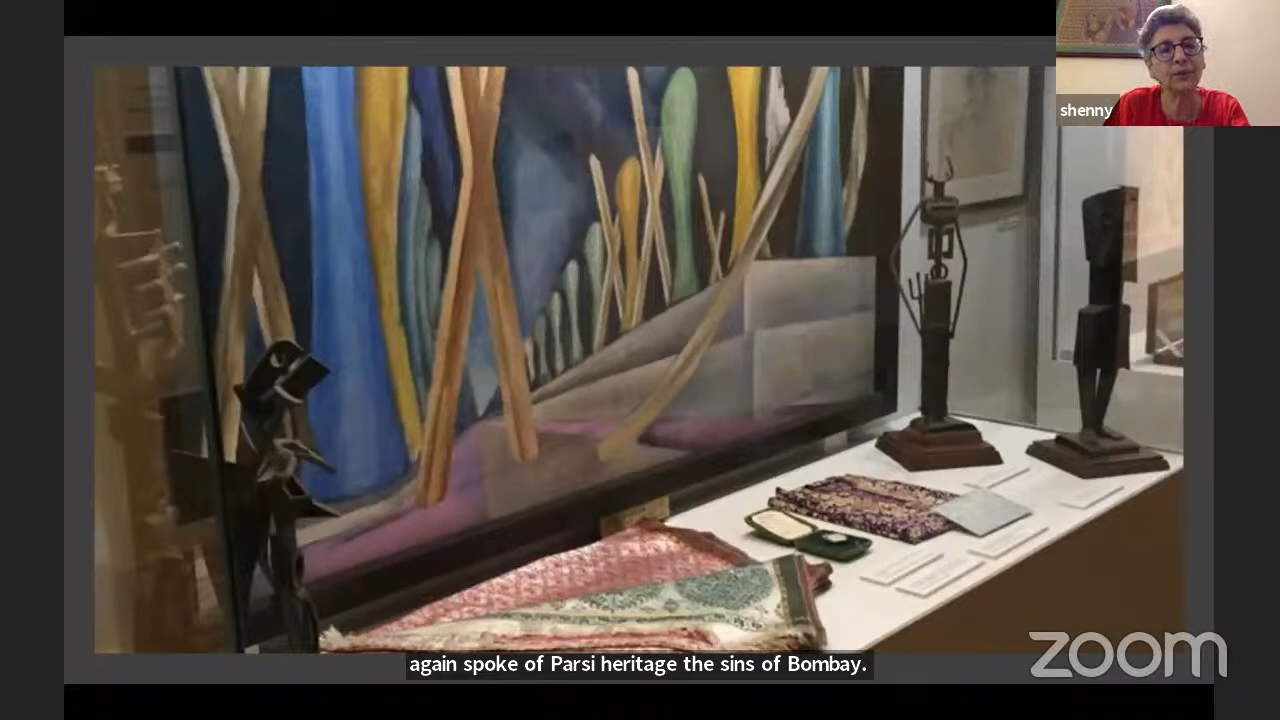 shenny
again spoke of Parsi heritage the sins of Bombay.
zoom